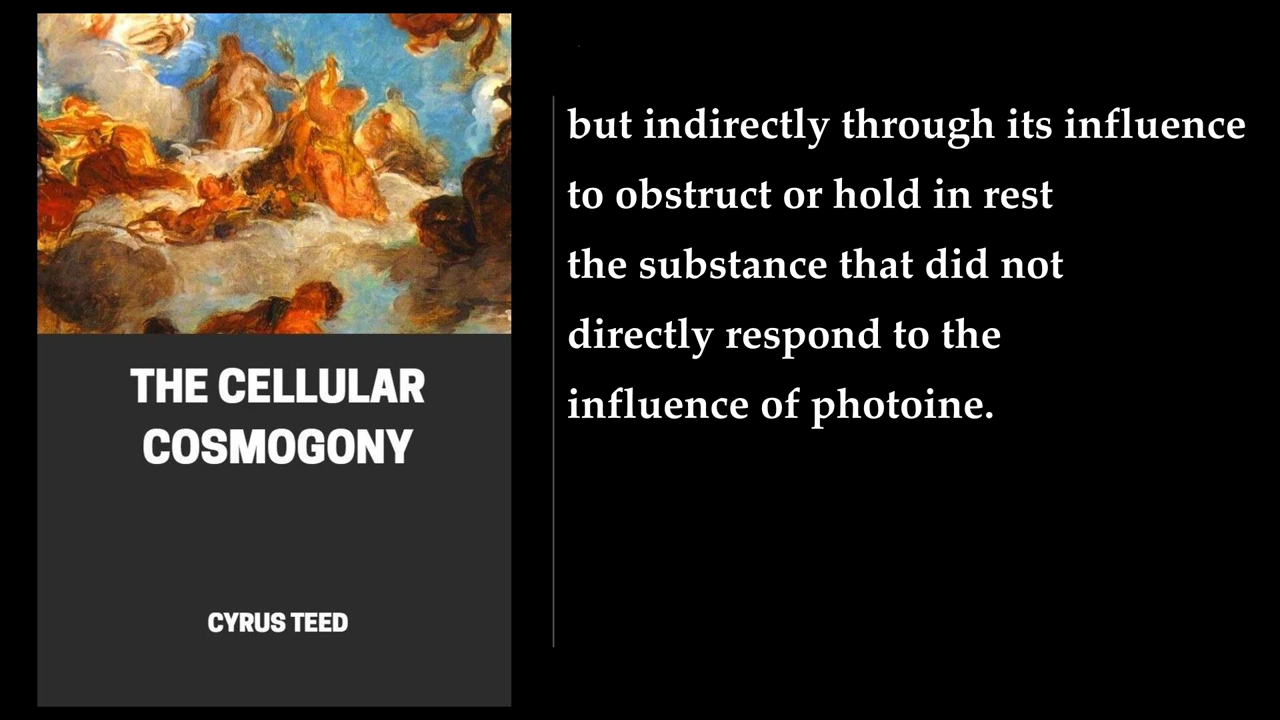 THE CELLULAR
COSMOGONY
CYRUS TEED
but indirectly through its influence
to obstruct or hold in rest
the substance that did not
directly respond to the
influence of photoine.